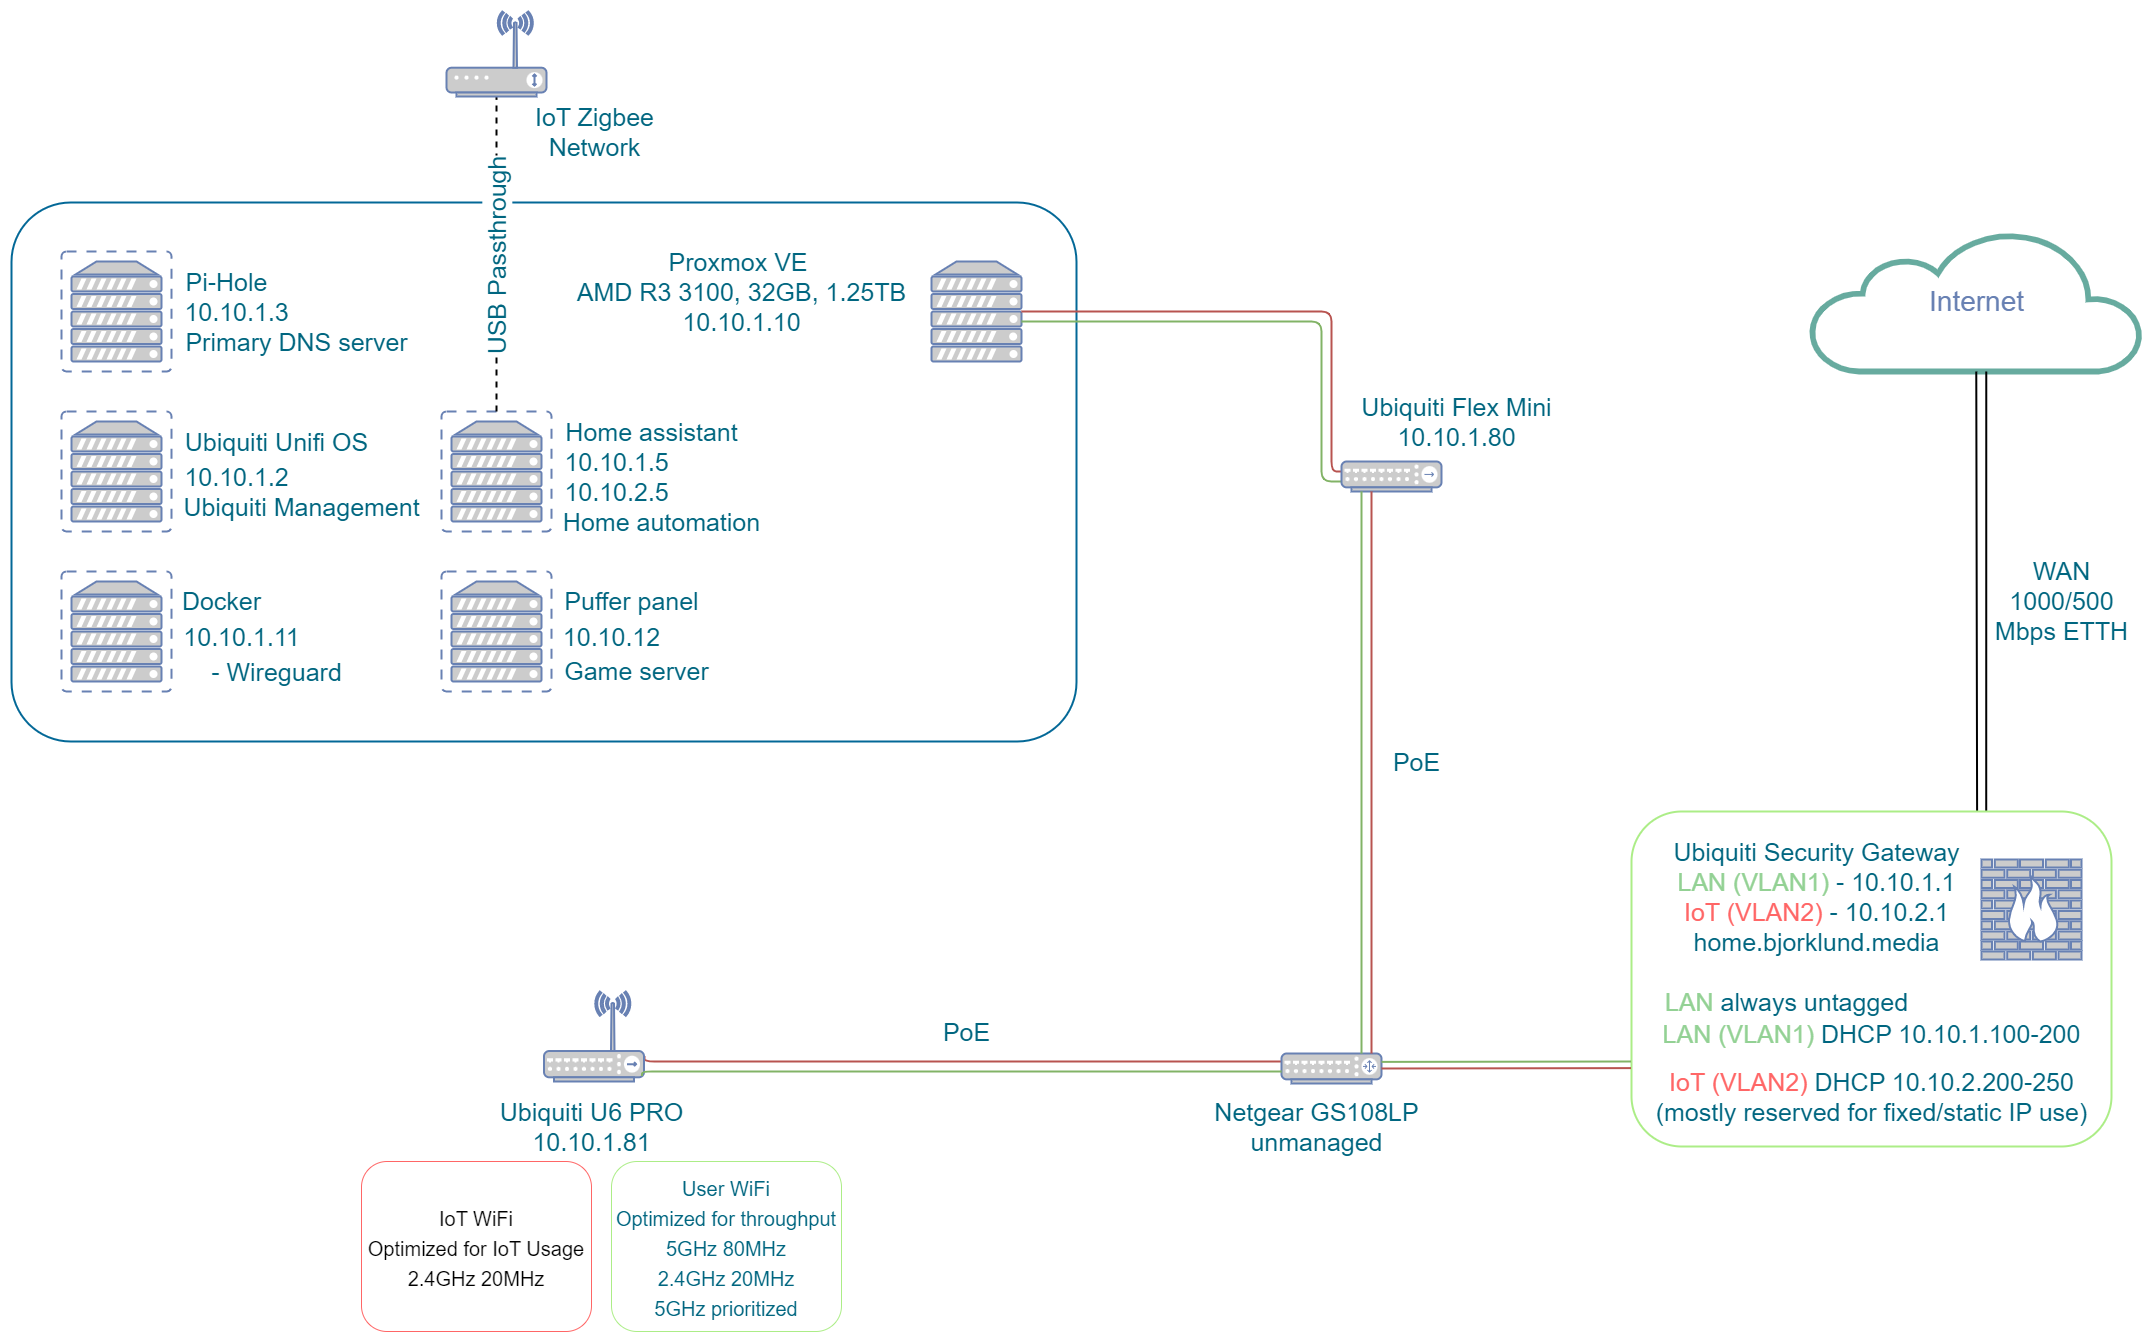 IoT Zigbee
Network
USB Passthrough
Pi-Hole
10.10.1.3
Primary DNS server
Proxmox VE
AMD R3 3100, 32GB, 1.25TB
10.10.1.10
Ubiquiti Unifi OS
10.10.1.2
Ubiquiti Management
Home assistant
10.10.1.5
10.10.2.5
Home automation
Docker
10.10.1.11
- Wireguard
Puffer panel
10.10.12
Game server
Ubiquiti Flex Mini
10.10.1.80
Internet
WAN
1000/500
Mbps ETTH
PoE
Ubiquiti Security Gateway
LAN (VLAN1) - 10.10.1.1
IoT (VLAN2) - 10.10.2.1
home.bjorklund.media
LAN always untagged
LAN (VLAN1) DHCP 10.10.1.100-200
IoT (VLAN2) DHCP 10.10.2.200-250
(mostly reserved for fixed/static IP use)
PoE
Ubiquiti U6 PRO
10.10.1.81
Netgear GS108LP
unmanaged
IoT WiFi
Optimized for IoT Usage
2.4GHz 20MHz
User WiFi
Optimized for throughput
5GHz 80MHz
2.4GHz 20MHz
5GHz prioritized